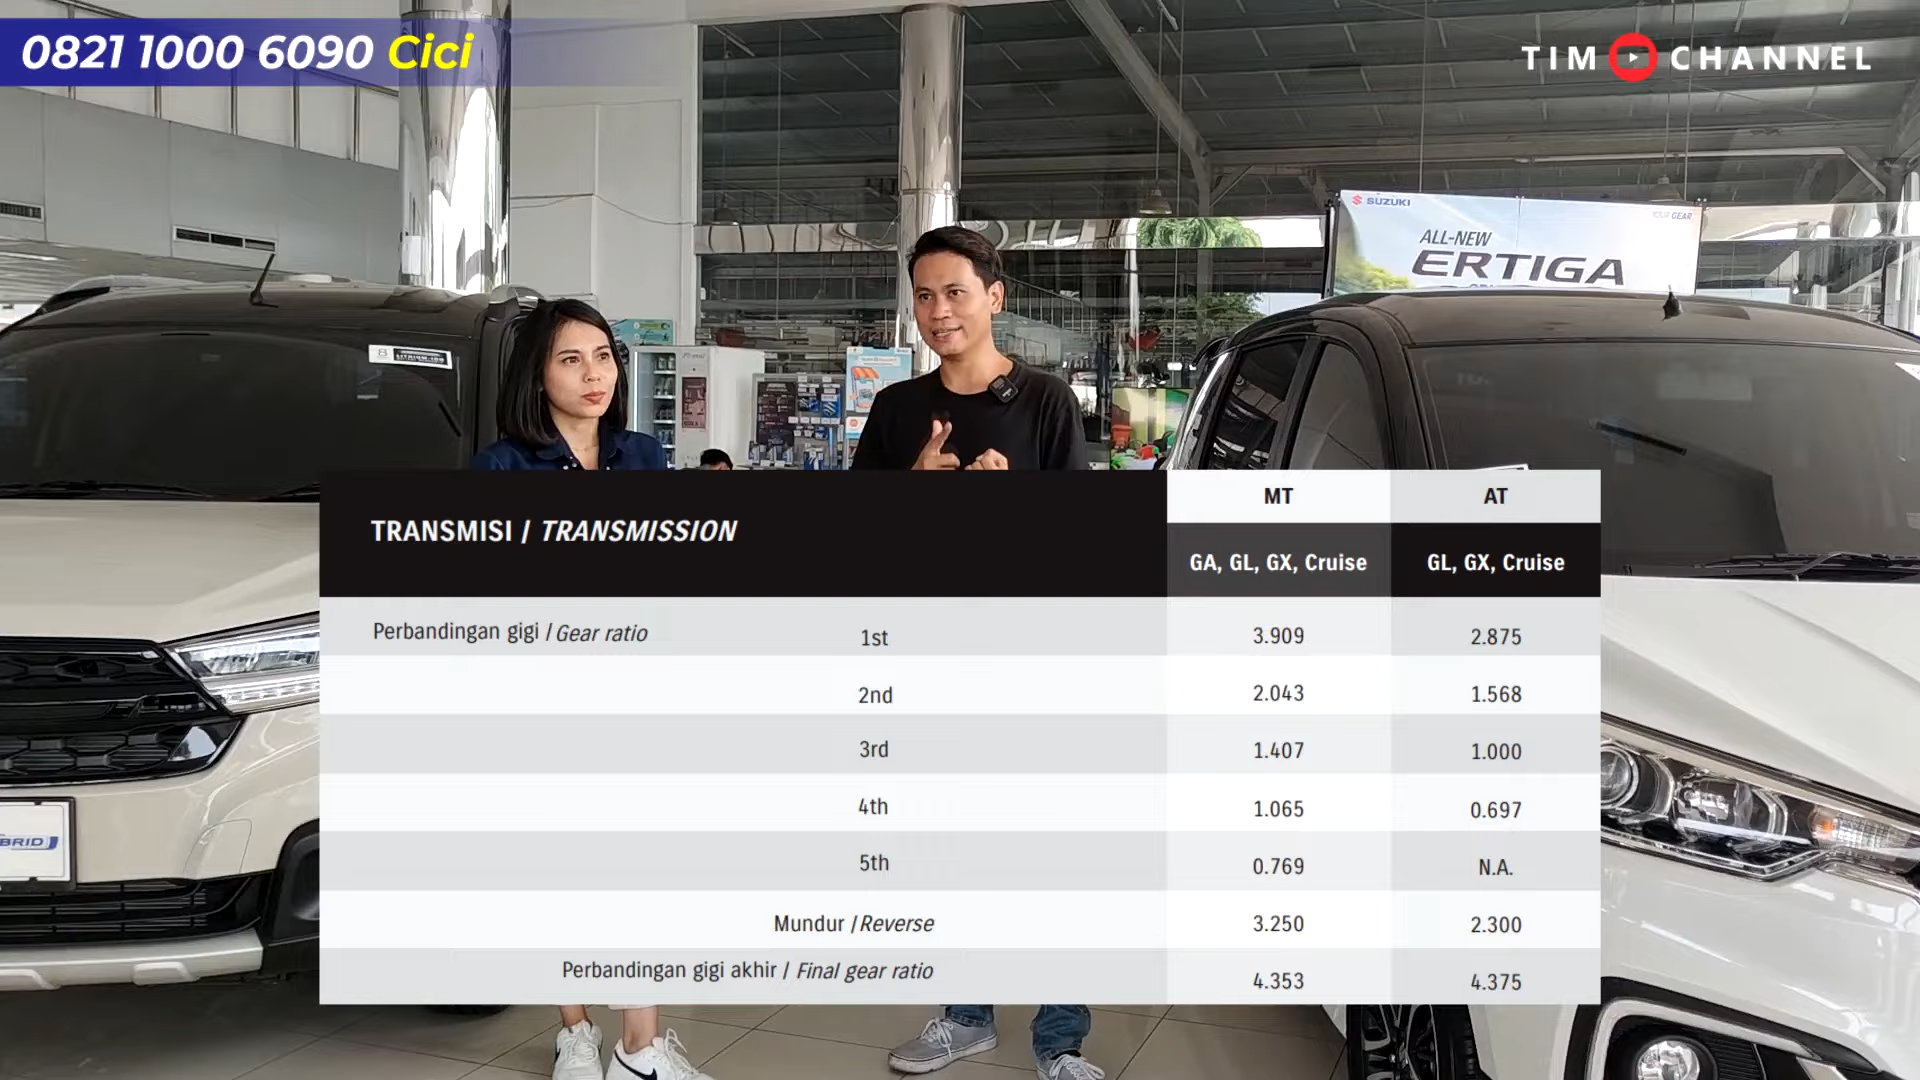 0821 1000 6090 Cici
TIM CHANNEL
SUZUKI
YOUR GEAR
ALL-NEW
ERTIGA
TRANSMISI / TRANSMISSION
MT
AT
GA, GL, GX, Cruise
GL, GX, Cruise
Perbandingan gigi / Gear ratio 1st 3.909 2.875
2nd 2.043 1.568
3rd 1.407 1.000
4th 1.065 0.697
5th 0.769 N.A.
Mundur / Reverse 3.250 2.300
Perbandingan gigi akhir / Final gear ratio 4.353 4.375
BRID